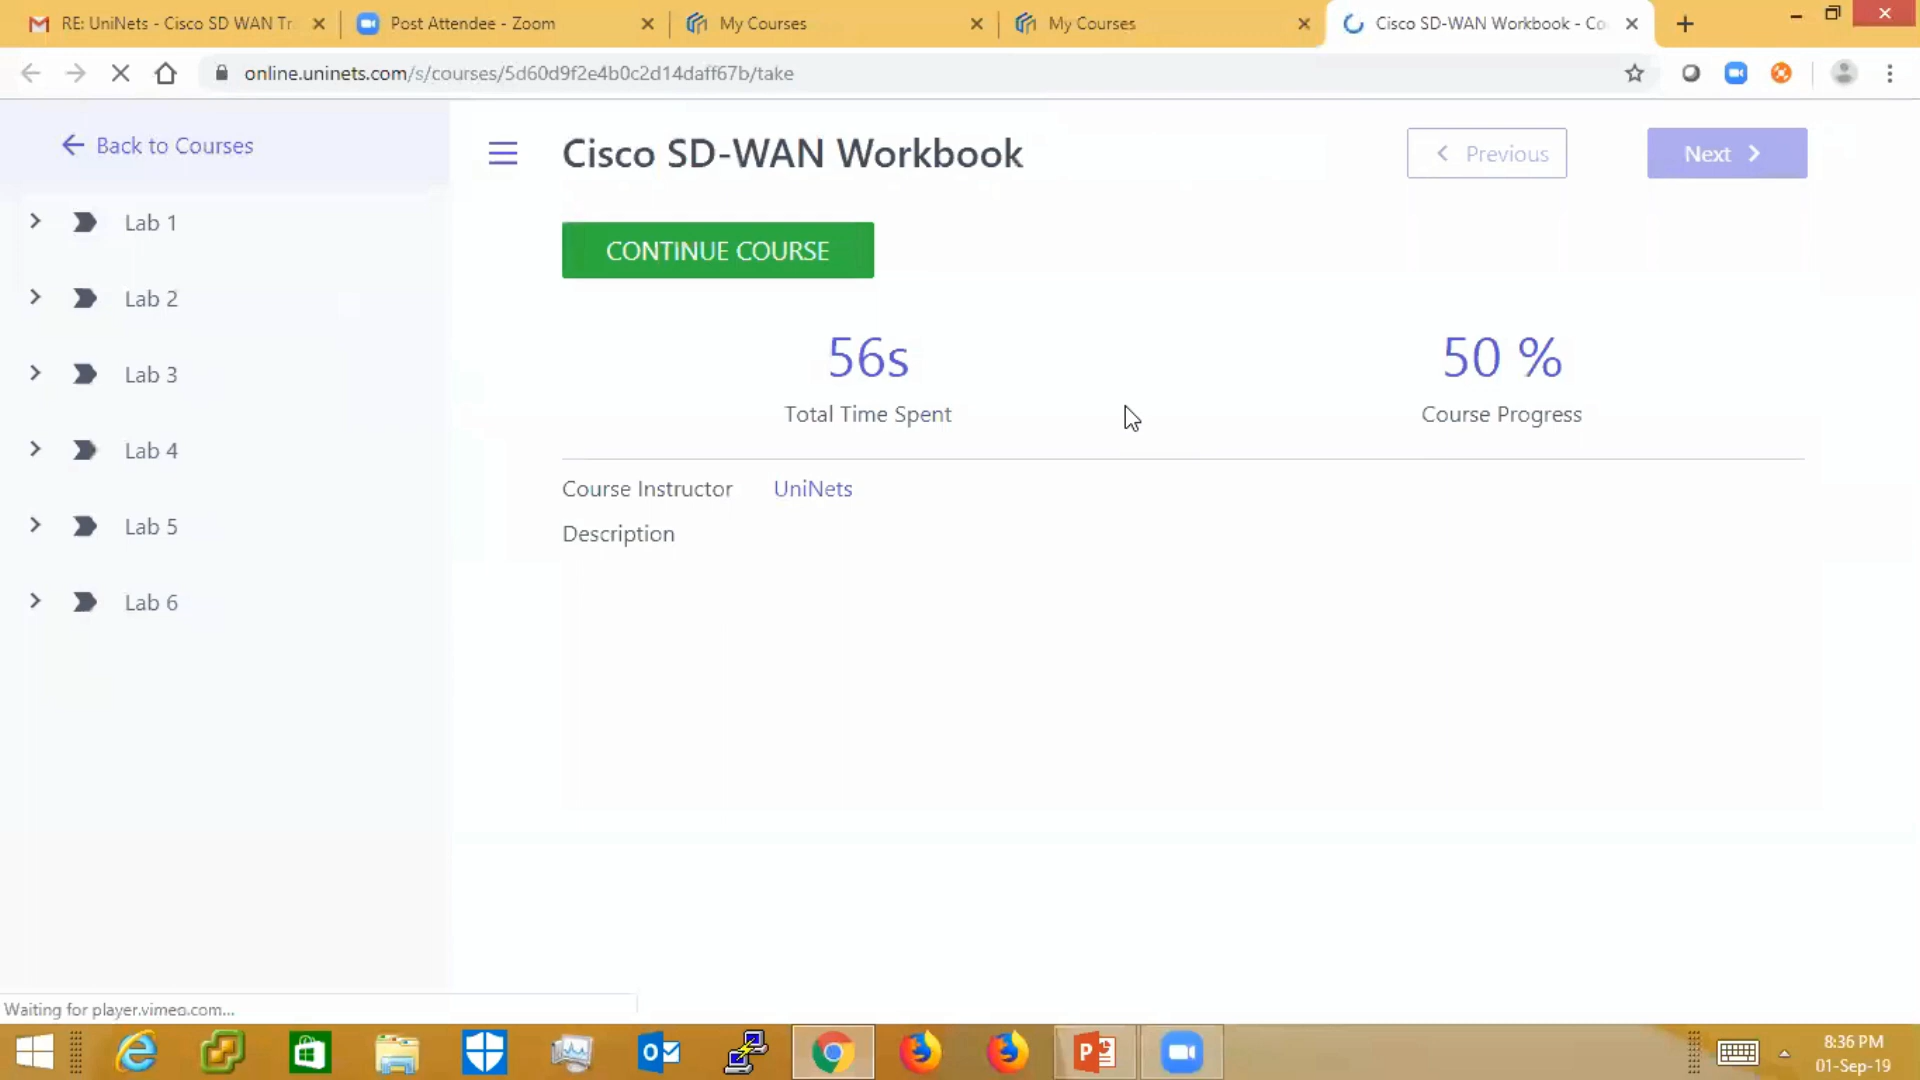 RE: UniNets - Cisco SD WAN Tr
Post Attendee - Zoom
My Courses
My Courses
Cisco SD-WAN Workbook - Co
online.uninets.com/s/courses/5d60d9f2e4b0c2d14daff67b/take
Back to Courses
Cisco SD-WAN Workbook
Previous
Next
Lab 1
CONTINUE COURSE
Lab 2
56s
50 %
Lab 3
Total Time Spent
Course Progress
Lab 4
Course Instructor UniNets
Lab 5
Description
Lab 6
Waiting for player.vimeo.com...
8:36 PM
01-Sep-19